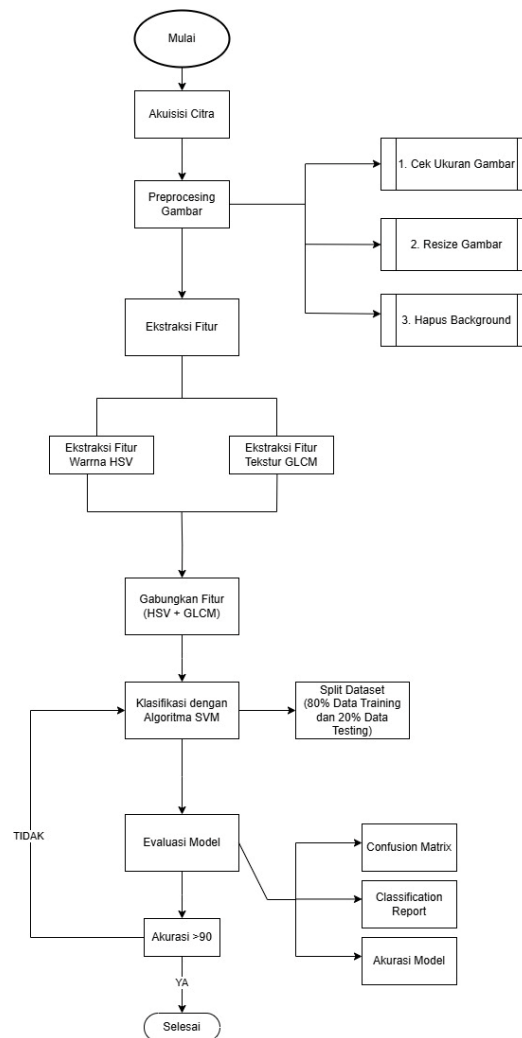 Mulai
Akuisisi Citra
Preprocesing
Gambar
1. Cek Ukuran Gambar
2. Resize Gambar
3. Hapus Background
Ekstraksi Fitur
Ekstraksi Fitur
Warrna HSV
Ekstraksi Fitur
Tekstur GLCM
Gabungkan Fitur
(HSV + GLCM)
Klasifikasi dengan
Algoritma SVM
Split Dataset
(80% Data Training
dan 20% Data
Testing)
TIDAK
Evaluasi Model
Confusion Matrix
Classification
Report
Akurasi Model
Akurasi >90
YA
Selesai